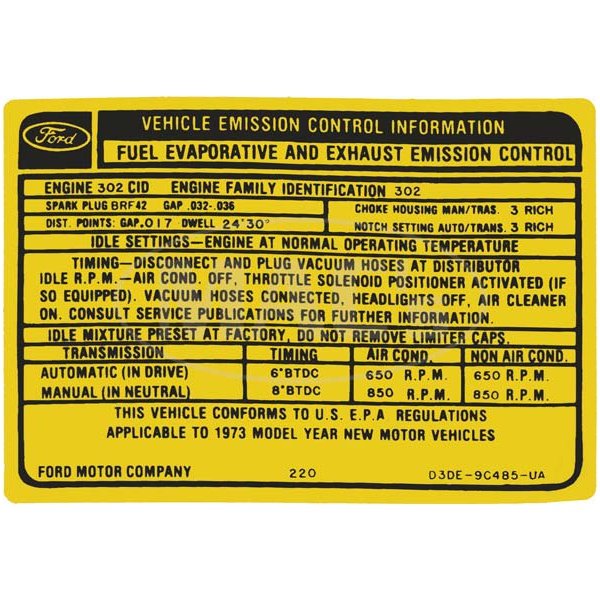 Ford
VEHICLE EMISSION CONTROL INFORMATION
FUEL EVAPORATIVE AND EXHAUST EMISSION CONTROL
ENGINE 302 CID ENGINE FAMILY IDENTIFICATION 302
SPARK PLUG BRF42 GAP .032-.036 CHOKE HOUSING MAN/TRAS. 3 RICH
DIST. POINTS: GAP.017 DWELL 24°30° NOTCH SETTING AUTO/TRANS. 3 RICH
IDLE SETTINGS—ENGINE AT NORMAL OPERATING TEMPERATURE
TIMING—DISCONNECT AND PLUG VACUUM HOSES AT DISTRIBUTOR
IDLE R.P.M.—AIR COND. OFF, THROTTLE SOLENOID POSITIONER ACTIVATED (IF
SO EQUIPPED). VACUUM HOSES CONNECTED, HEADLIGHTS OFF, AIR CLEANER
ON. CONSULT SERVICE PUBLICATIONS FOR FURTHER INFORMATION.
IDLE MIXTURE PRESET AT FACTORY, DO NOT REMOVE LIMITER CAPS.
TRANSMISSION TIMING AIR COND. NON AIR COND.
AUTOMATIC (IN DRIVE) 6°BTDC 650 R.P.M. 650 R.P.M.
MANUAL (IN NEUTRAL) 8°BTDC 850 R.P.M. 850 R.P.M.
THIS VEHICLE CONFORMS TO U.S. E.P.A REGULATIONS
APPLICABLE TO 1973 MODEL YEAR NEW MOTOR VEHICLES
FORD MOTOR COMPANY 220 D3DE-9C485-UA